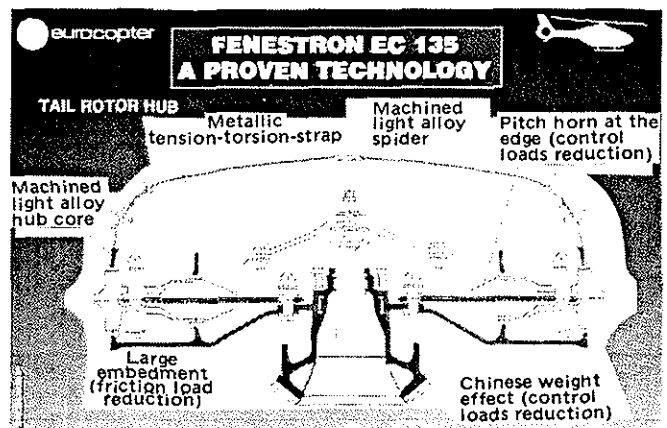 eurocopter
FENESTRON EC 135
A PROVEN TECHNOLOGY
TAIL ROTOR HUB
Metallic
tension-torsion-strap
Machined
light alloy
spider
Pitch horn at the
edge (control
loads reduction)
Machined
light alloy
hub core
Large
embedment
(friction load
reduction)
Chinese weight
effect (control
loads reduction)